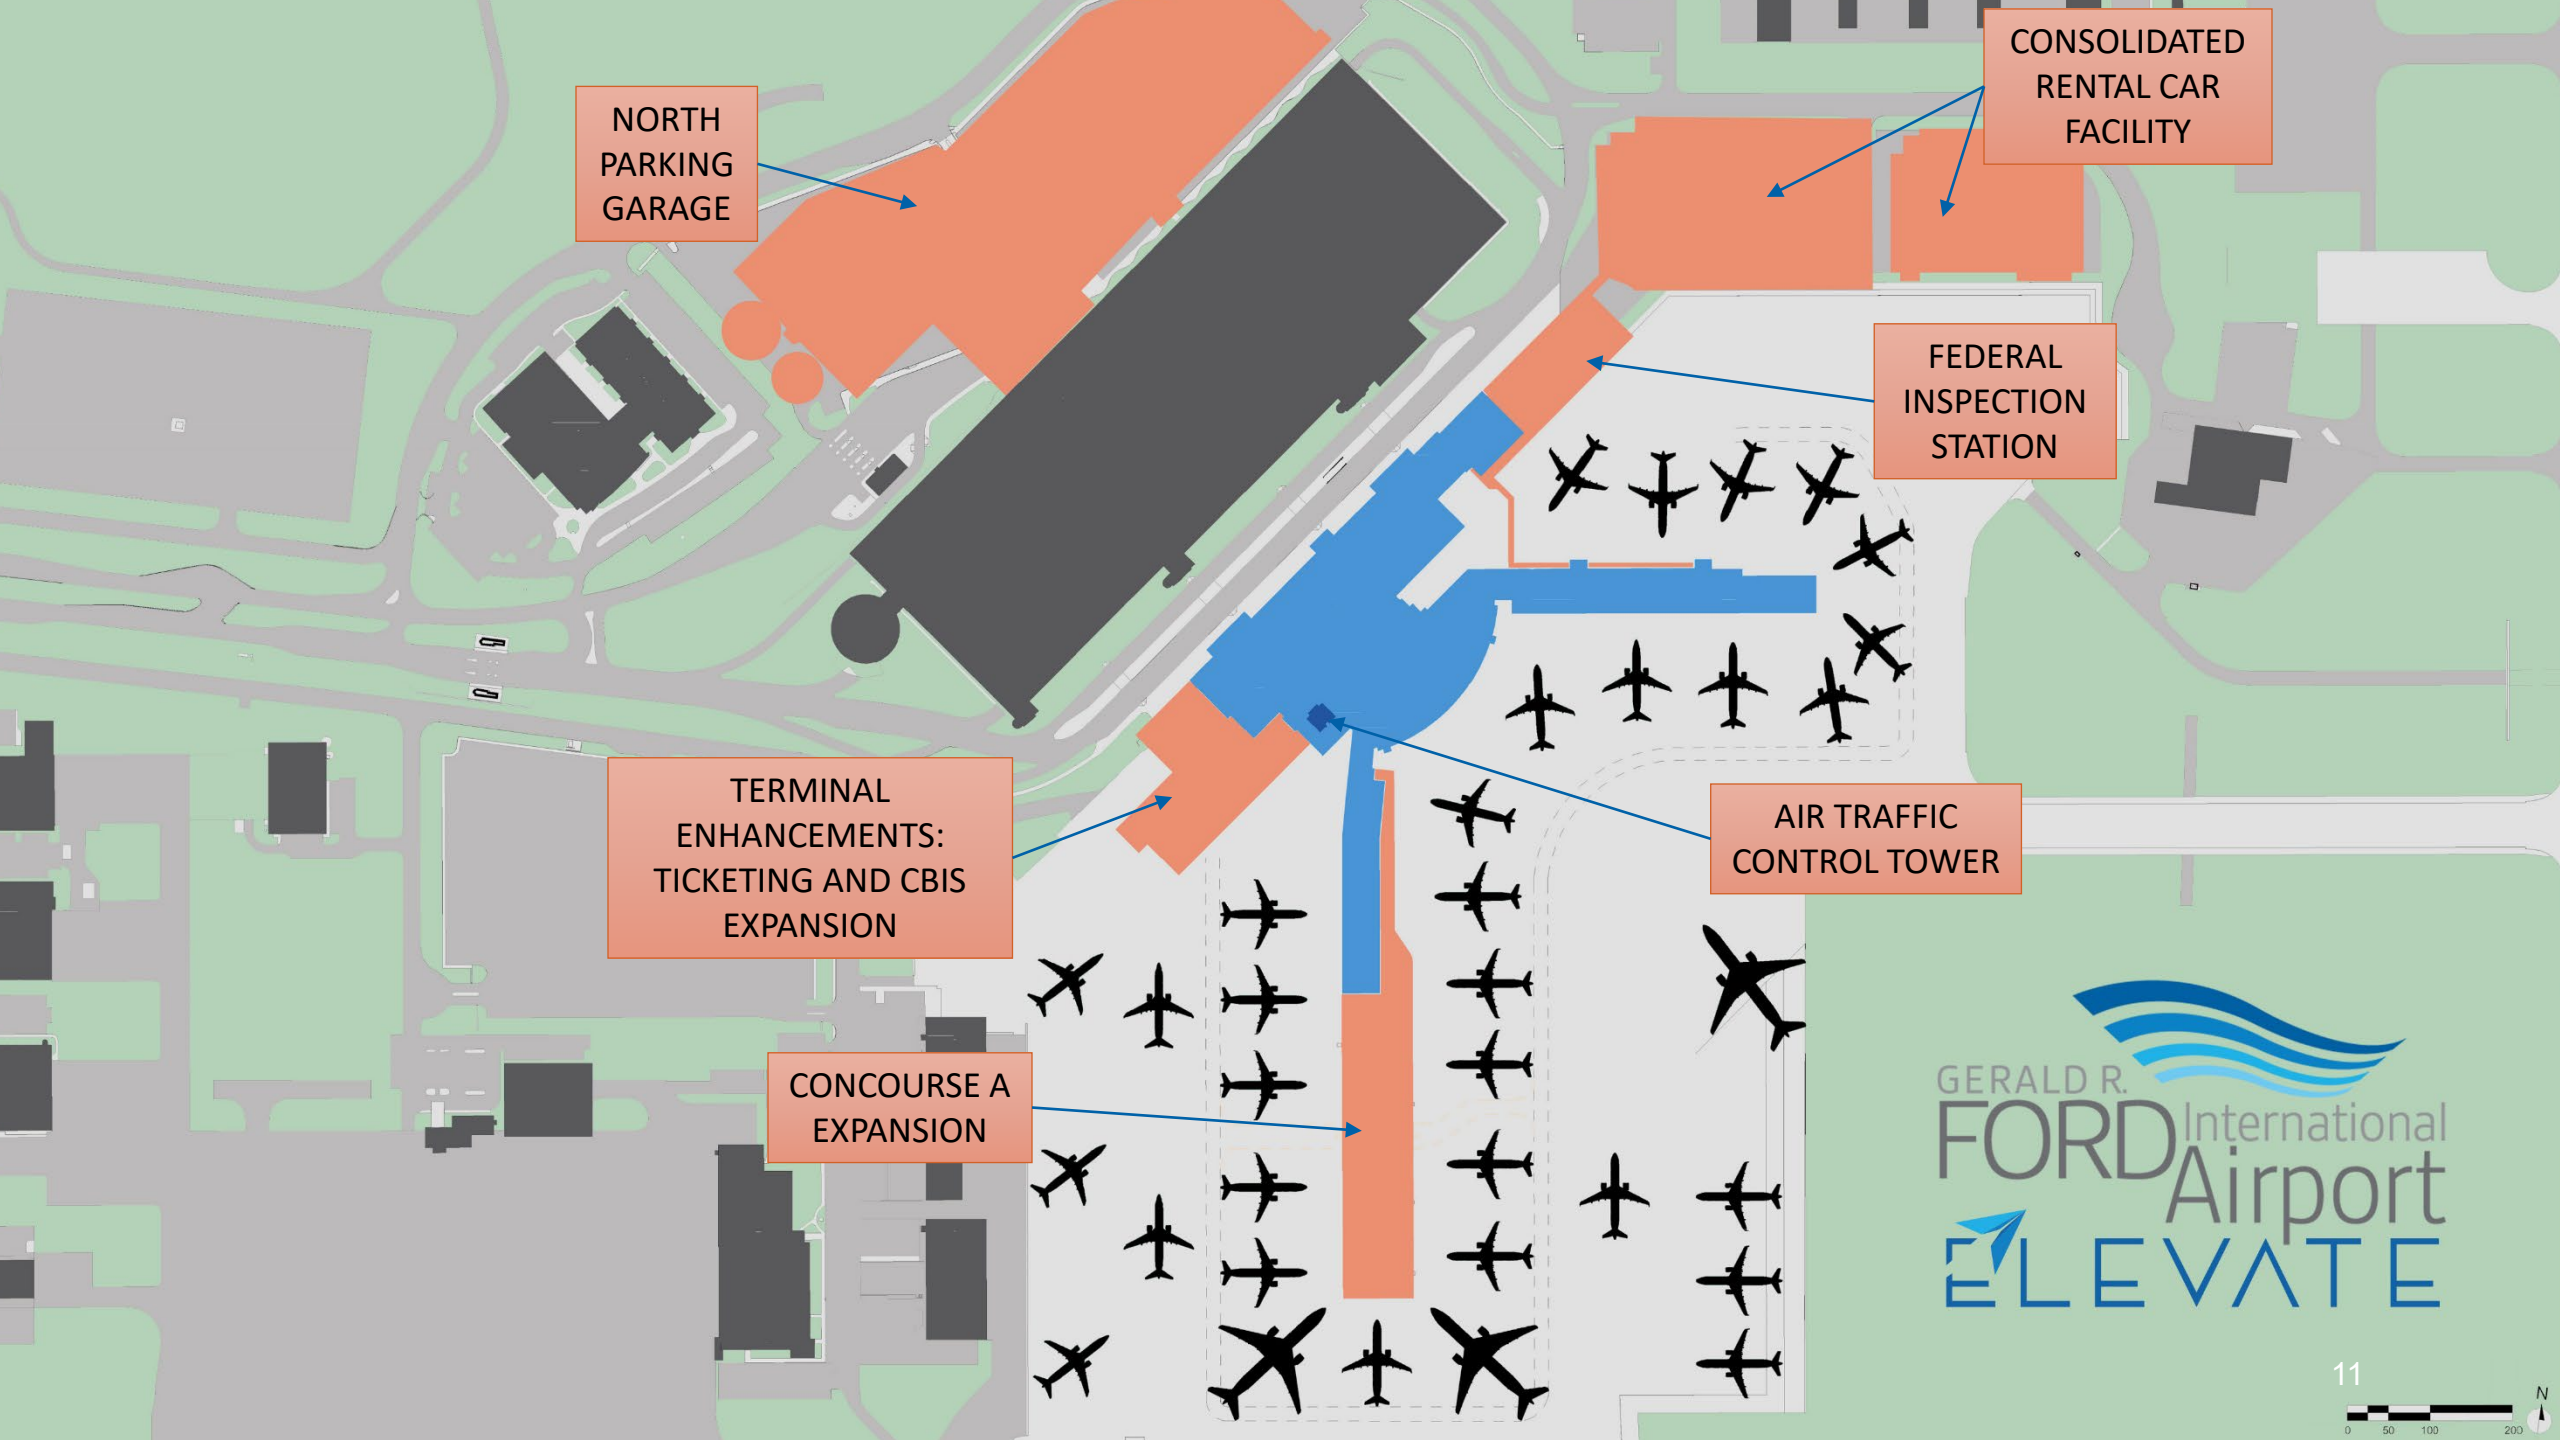 CONSOLIDATED
RENTAL CAR
FACILITY
NORTH
PARKING
GARAGE
FEDERAL
INSPECTION
STATION
TERMINAL
ENHANCEMENTS:
TICKETING AND CBIS
EXPANSION
AIR TRAFFIC
CONTROL TOWER
CONCOURSE A
EXPANSION
GERALD R.
FORD International
Airport
ELEVATE
11
N
0 50 100 200